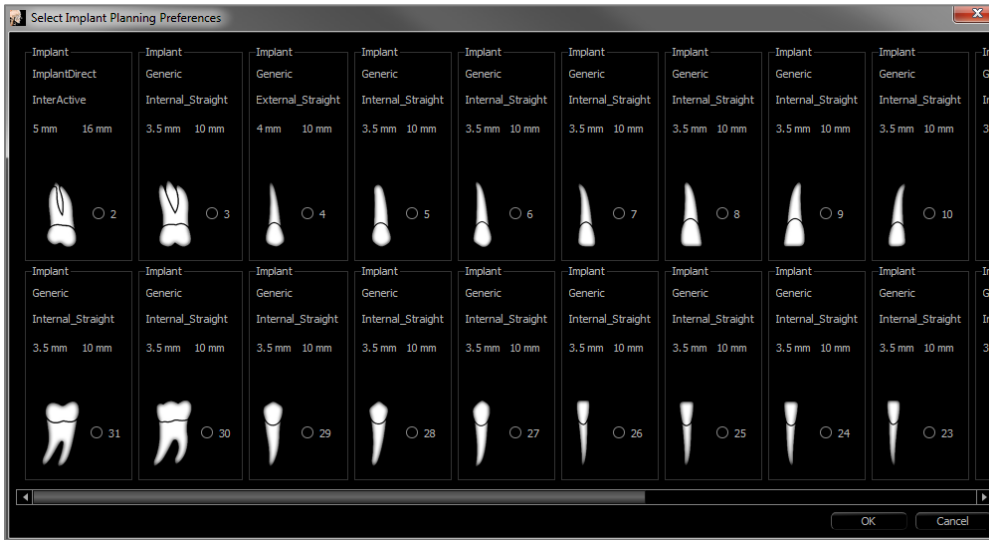 Select Implant Planning Preferences
X
Implant Implant Implant Implant Implant Implant Implant Implant Implant
ImplantDirect Generic Generic Generic Generic Generic Generic Generic Generic G
InterActive Internal_Straight External_Straight Internal_Straight Internal_Straight Internal_Straight Internal_Straight Internal_Straight Internal_Straight
5 mm 16 mm 3.5 mm 10 mm 4 mm 10 mm 3.5 mm 10 mm 3.5 mm 10 mm 3.5 mm 10 mm 3.5 mm 10 mm 3.5 mm 10 mm 3.5 mm 10 mm 3
2 3 4 5 6 7 8 9 10
Implant Implant Implant Implant Implant Implant Implant Implant Implant
Generic Generic Generic Generic Generic Generic Generic Generic Generic G
Internal_Straight Internal_Straight Internal_Straight Internal_Straight Internal_Straight Internal_Straight Internal_Straight Internal_Straight Internal_Straight
3.5 mm 10 mm 3.5 mm 10 mm 3.5 mm 10 mm 3.5 mm 10 mm 3.5 mm 10 mm 3.5 mm 10 mm 3.5 mm 10 mm 3.5 mm 10 mm 3.5 mm 10 mm 3
31 30 29 28 27 26 25 24 23
OK Cancel